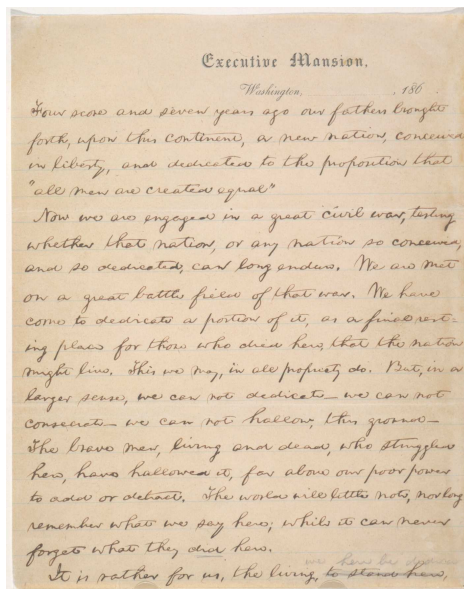 Executive Mansion,
Washington, , 186 .
Four score and seven years ago our fathers brought
forth, upon this continent, a new nation, conceived
in liberty, and dedicated to the proposition that
"all men are created equal"
Now we are engaged in a great civil war, testing
whether that nation, or any nation so conceived,
and so dedicated, can long endure. We are met
on a great battle field of that war. We have
come to dedicate a portion of it, as a final rest-
ing place for those who died here, that the nation
might live. This we may, in all propriety do. But, in a
larger sense, we can not dedicate — we can not
consecrate — we can not hallow, this ground —
The brave men, living and dead, who struggled
here, have hallowed it, far above our poor power
to add or detract. The world will little note, nor long
remember what we say here; while it can never
forget what they did here.
we here be
It is rather for us, the living, to stand here,